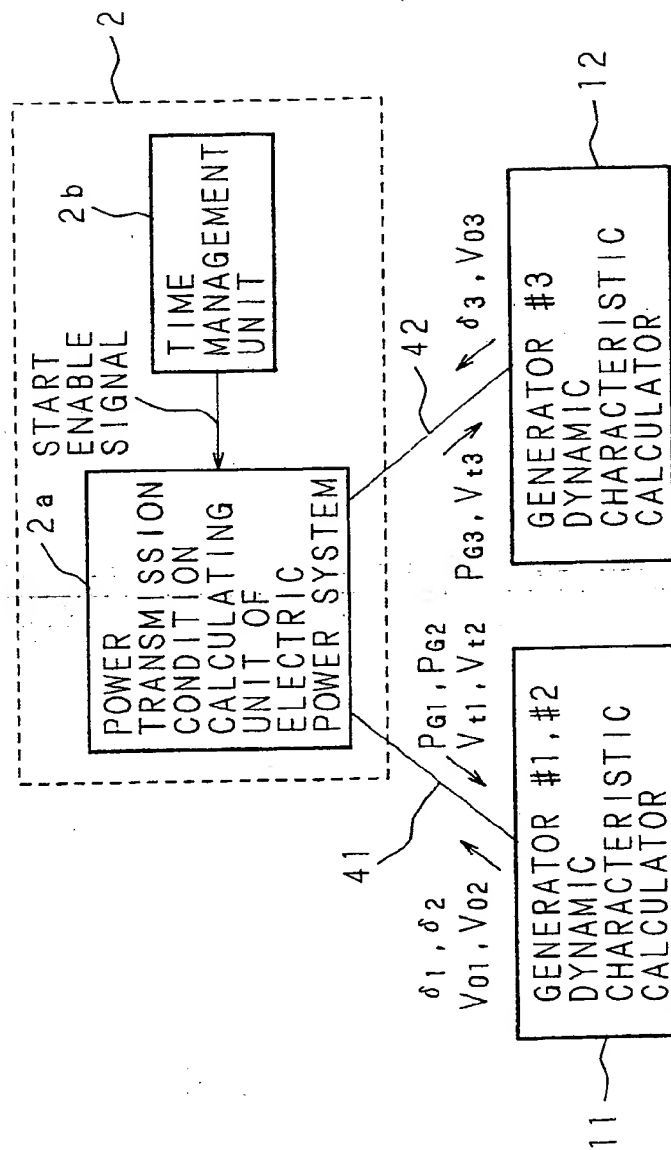 2
START
ENABLE
SIGNAL
2a
2b
POWER
TRANSMISSION
CONDITION
CALCULATING
UNIT OF
ELECTRIC
POWER SYSTEM
TIME
MANAGEMENT
UNIT
41
42
δ1, δ2
V01, V02
PG1, PG2
Vt1, Vt2
PG3, Vt3
δ3, V03
11
GENERATOR #1, #2
DYNAMIC
CHARACTERISTIC
CALCULATOR
GENERATOR #3
DYNAMIC
CHARACTERISTIC
CALCULATOR
12